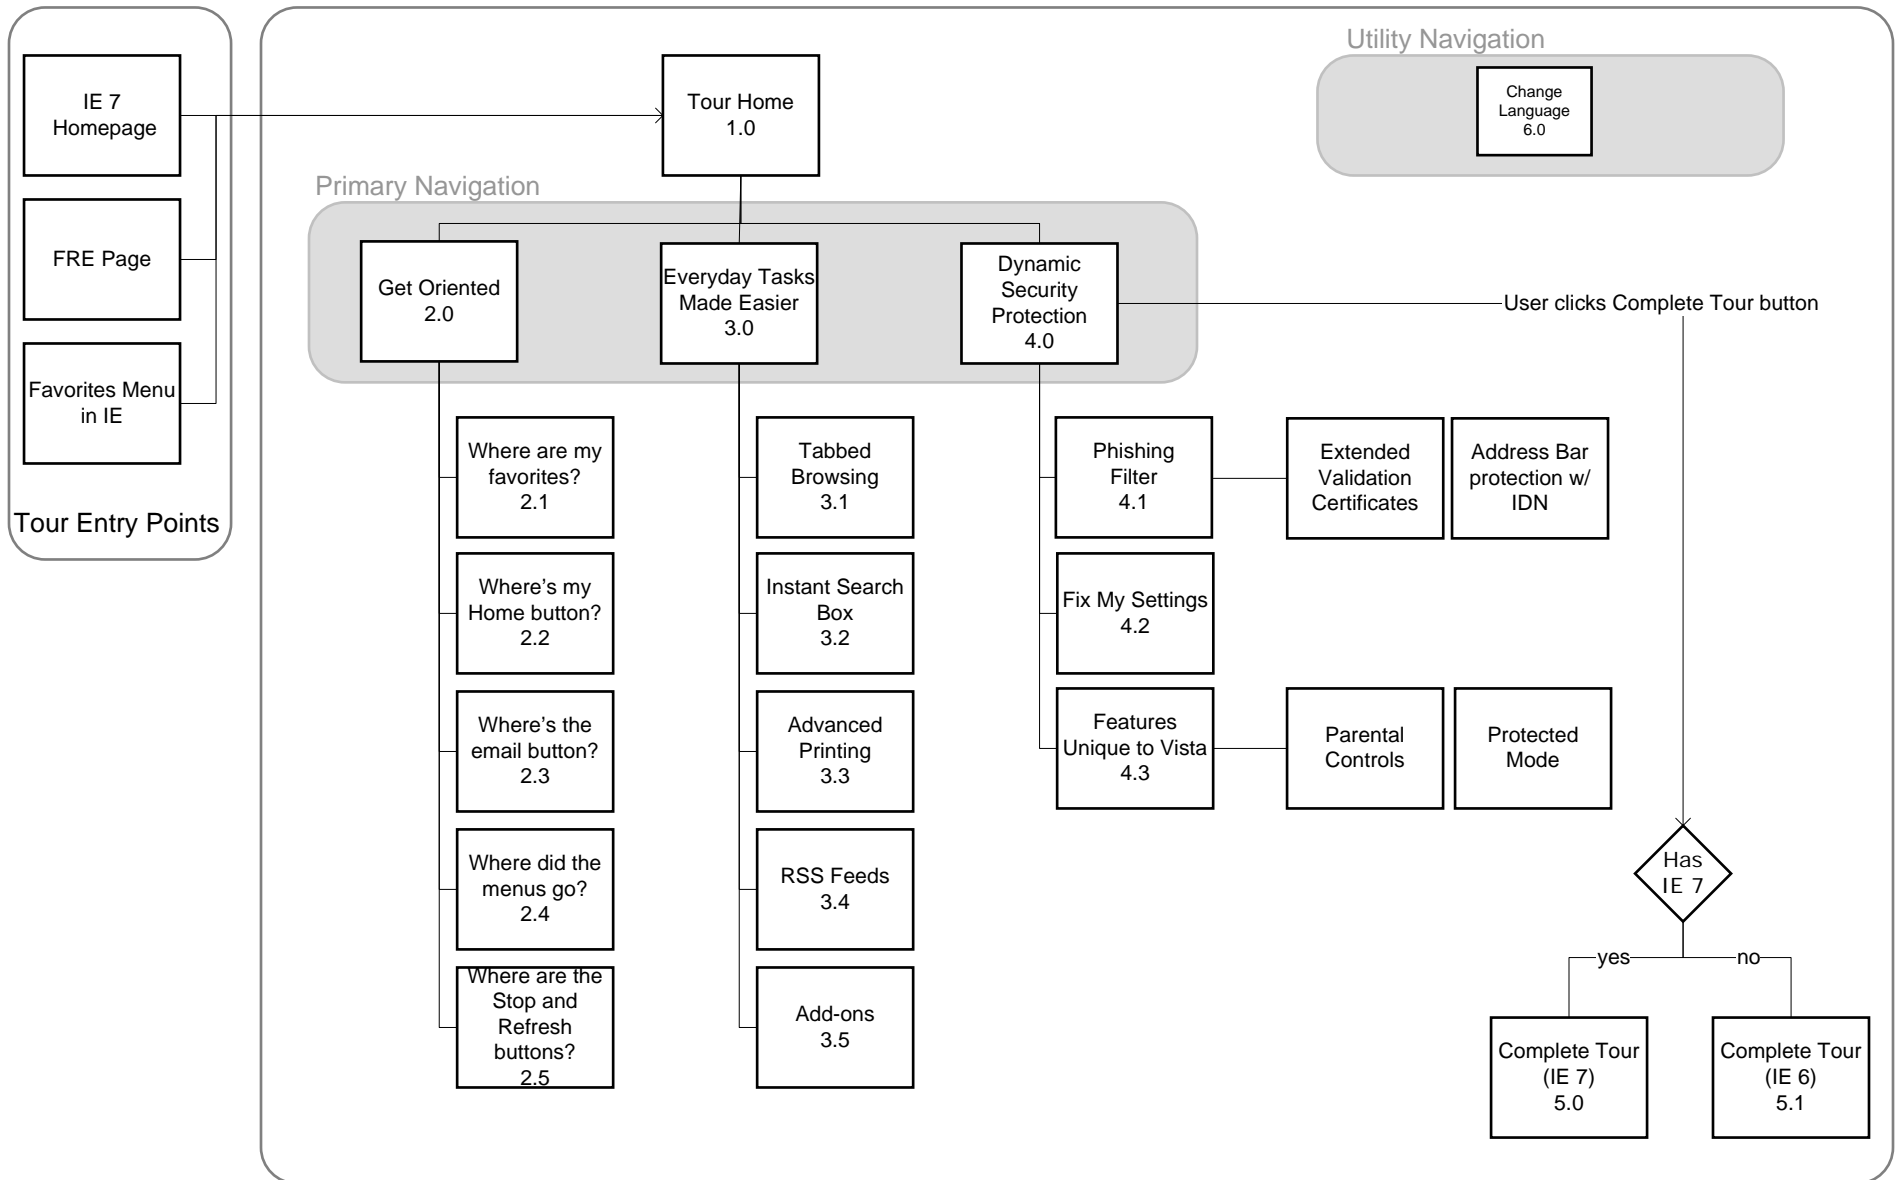 Utility Navigation
IE 7
Homepage
Tour Home
1.0
Change
Language
6.0
Primary Navigation
FRE Page
Get Oriented
2.0
Everyday Tasks
Made Easier
3.0
Dynamic
Security
Protection
4.0
User clicks Complete Tour button
Favorites Menu
in IE
Tour Entry Points
Where are my
favorites?
2.1
Tabbed
Browsing
3.1
Phishing
Filter
4.1
Extended
Validation
Certificates
Address Bar
protection w/
IDN
Where's my
Home button?
2.2
Instant Search
Box
3.2
Fix My Settings
4.2
Where's the
email button?
2.3
Advanced
Printing
3.3
Features
Unique to Vista
4.3
Parental
Controls
Protected
Mode
Where did the
menus go?
2.4
RSS Feeds
3.4
Has
IE 7
yes
no
Where are the
Stop and
Refresh
buttons?
2.5
Add-ons
3.5
Complete Tour
(IE 7)
5.0
Complete Tour
(IE 6)
5.1